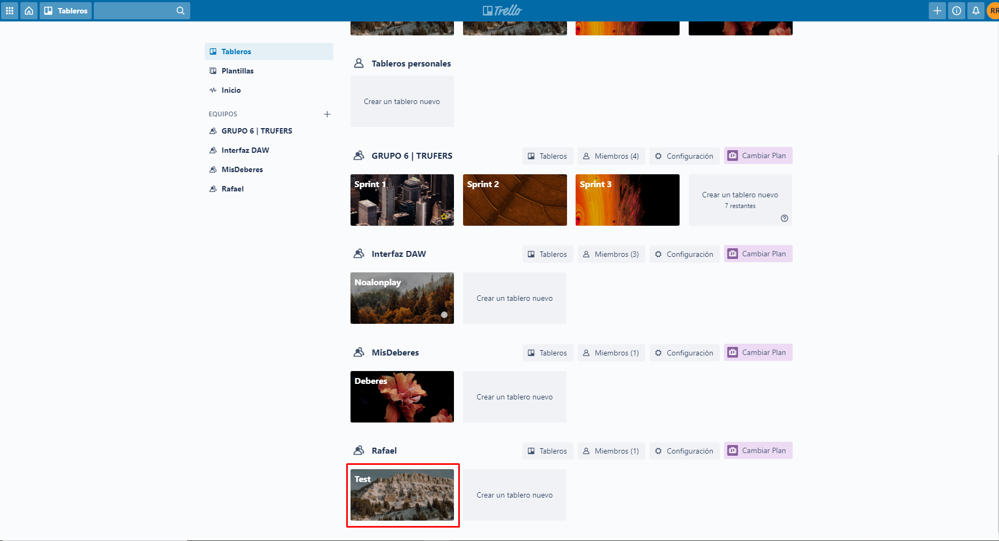 Tableros
Trello
RR
Tableros
Plantillas
Inicio
EQUIPOS
GRUPO 6 | TRUFERS
Interfaz DAW
MisDeberes
Rafael
Tableros personales
Crear un tablero nuevo
GRUPO 6 | TRUFERS
Tableros
Miembros (4)
Configuración
Cambiar Plan
Sprint 1
Sprint 2
Sprint 3
Crear un tablero nuevo
7 restantes
Interfaz DAW
Tableros
Miembros (3)
Configuración
Cambiar Plan
Noalonplay
Crear un tablero nuevo
MisDeberes
Tableros
Miembros (1)
Configuración
Cambiar Plan
Deberes
Crear un tablero nuevo
Rafael
Tableros
Miembros (1)
Configuración
Cambiar Plan
Test
Crear un tablero nuevo